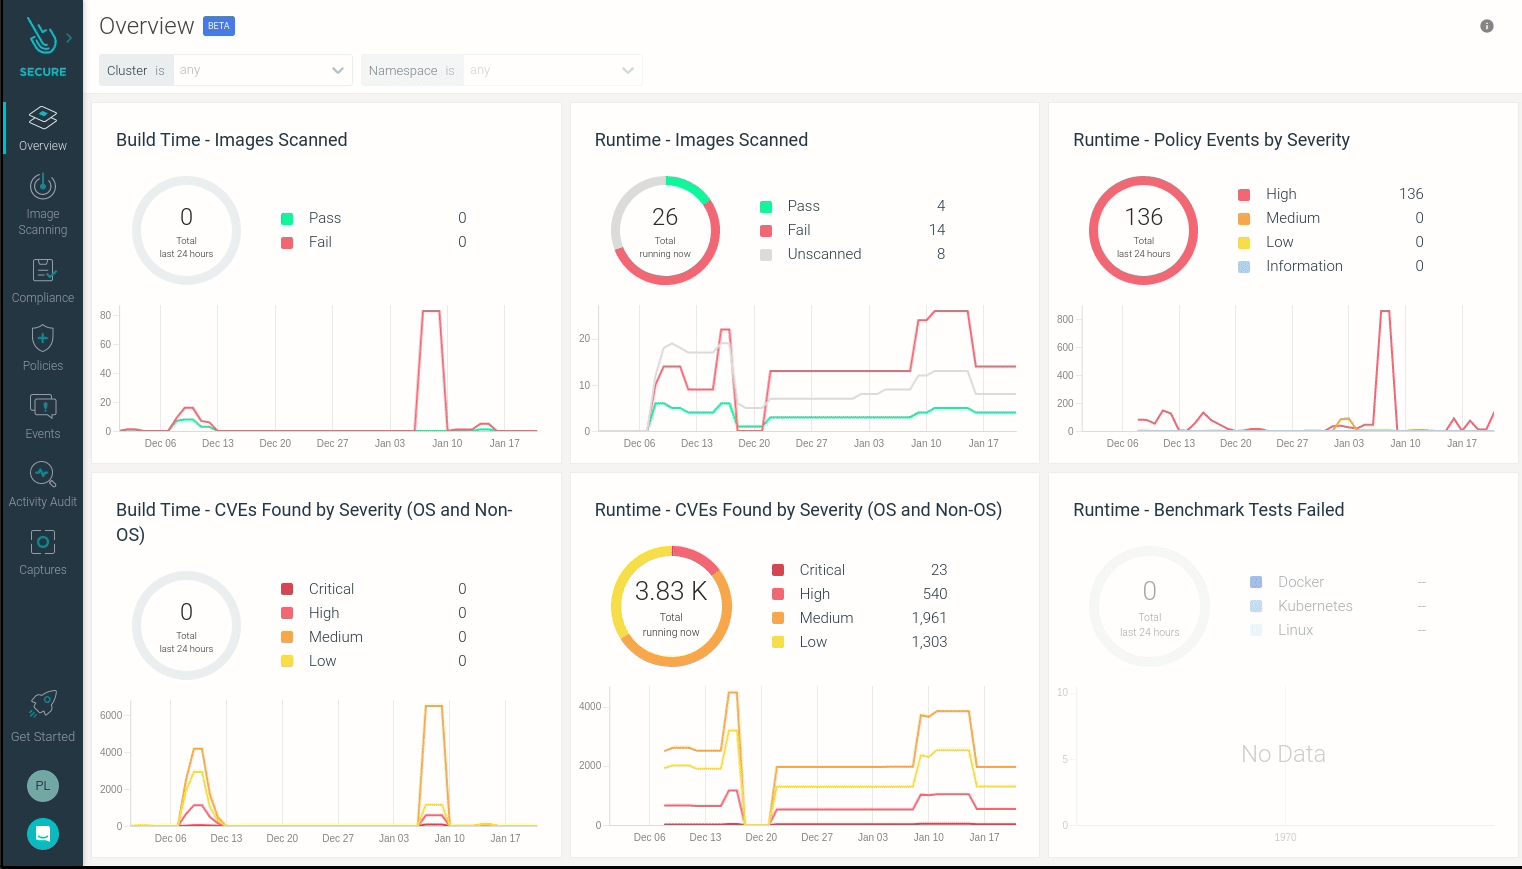 SECURE
Overview
Image
Scanning
Compliance
Policies
Events
Activity Audit
Captures
Get Started
PL
Overview BETA
Cluster is any
Namespace is any
Build Time - Images Scanned
0
Total
last 24 hours
Pass 0
Fail 0
80
60
40
20
0
Dec 06 Dec 13 Dec 20 Dec 27 Jan 03 Jan 10 Jan 17
Runtime - Images Scanned
26
Total
running now
Pass 4
Fail 14
Unscanned 8
20
10
0
Dec 06 Dec 13 Dec 20 Dec 27 Jan 03 Jan 10 Jan 17
Runtime - Policy Events by Severity
136
Total
last 24 hours
High 136
Medium 0
Low 0
Information 0
800
600
400
200
0
Dec 06 Dec 13 Dec 20 Dec 27 Jan 03 Jan 10 Jan 17
Build Time - CVEs Found by Severity (OS and Non-
OS)
0
Total
last 24 hours
Critical 0
High 0
Medium 0
Low 0
6000
4000
2000
0
Dec 06 Dec 13 Dec 20 Dec 27 Jan 03 Jan 10 Jan 17
Runtime - CVEs Found by Severity (OS and Non-OS)
3.83 K
Total
running now
Critical 23
High 540
Medium 1,961
Low 1,303
4000
2000
0
Dec 06 Dec 13 Dec 20 Dec 27 Jan 03 Jan 10 Jan 17
Runtime - Benchmark Tests Failed
0
Total
last 24 hours
Docker --
Kubernetes --
Linux --
10
5
0
No Data
1970